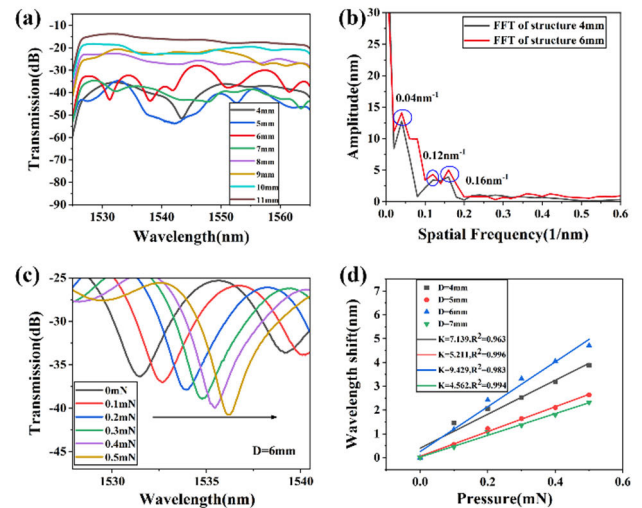 (a)
Transmission(dB)
-10
-20
-30
-40
-50
-60
-70
-80
-90
4mm
5mm
6mm
7mm
8mm
9mm
10mm
11mm
1530
1540
1550
1560
Wavelength(nm)
(b)
Amplitude(nm)
30
25
20
15
10
5
0
FFT of structure 4mm
FFT of structure 6mm
0.04nm⁻¹
0.12nm⁻¹
0.16nm⁻¹
0.0
0.1
0.2
0.3
0.4
0.5
0.6
Spatial Frequency(1/nm)
(c)
Transmission(dB)
-25
-29
-33
-37
-41
-45
0mN
0.1mN
0.2mN
0.3mN
0.4mN
0.5mN
D=6mm
1530
1535
1540
Wavelength(nm)
(d)
Wavelength shift(nm)
7
6
5
4
3
2
1
0
D=4mm
D=5mm
D=6mm
D=7mm
K=7.139.R²=0.963
K=5.211,R²=0.996
K=9.429,R²=0.983
K=4.562,R²=0.994
0.0
0.2
0.4
0.6
Pressure(mN)